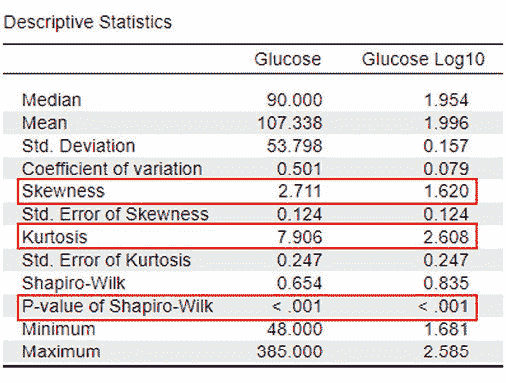 Descriptive Statistics
Glucose Glucose Log10
Median 90.000 1.954
Mean 107.338 1.996
Std. Deviation 53.798 0.157
Coefficient of variation 0.501 0.079
Skewness 2.711 1.620
Std. Error of Skewness 0.124 0.124
Kurtosis 7.906 2.608
Std. Error of Kurtosis 0.247 0.247
Shapiro-Wilk 0.654 0.835
P-value of Shapiro-Wilk < .001 < .001
Minimum 48.000 1.681
Maximum 385.000 2.585